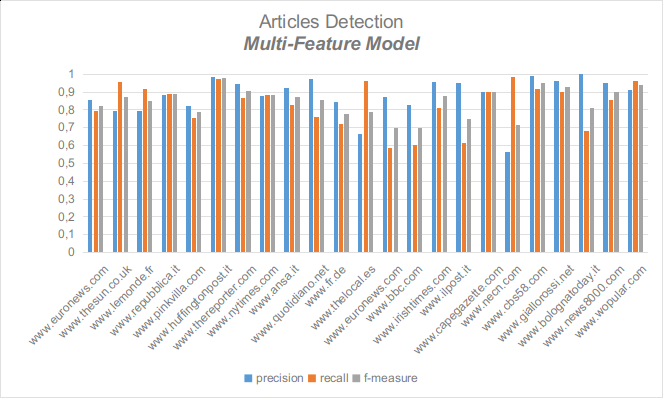 Articles Detection
Multi-Feature Model
1
0,9
0,8
0,7
0,6
0,5
0,4
0,3
0,2
0,1
0
www.euronews.com
www.thesun.co.uk
www.lemonde.fr
www.repubblica.it
www.pinkvilla.com
www.huffingtonpost.it
www.thereporter.com
www.nytimes.com
www.ansa.it
www.quotidiano.net
www.fr.de
www.thelocal.es
www.euronews.com
www.bbc.com
www.irishtimes.com
www.ilpost.it
www.capegazette.com
www.necn.com
www.cbs58.com
www.giallorossi.net
www.bolognatoday.it
www.news8000.com
www.wopular.com
precision recall f-measure